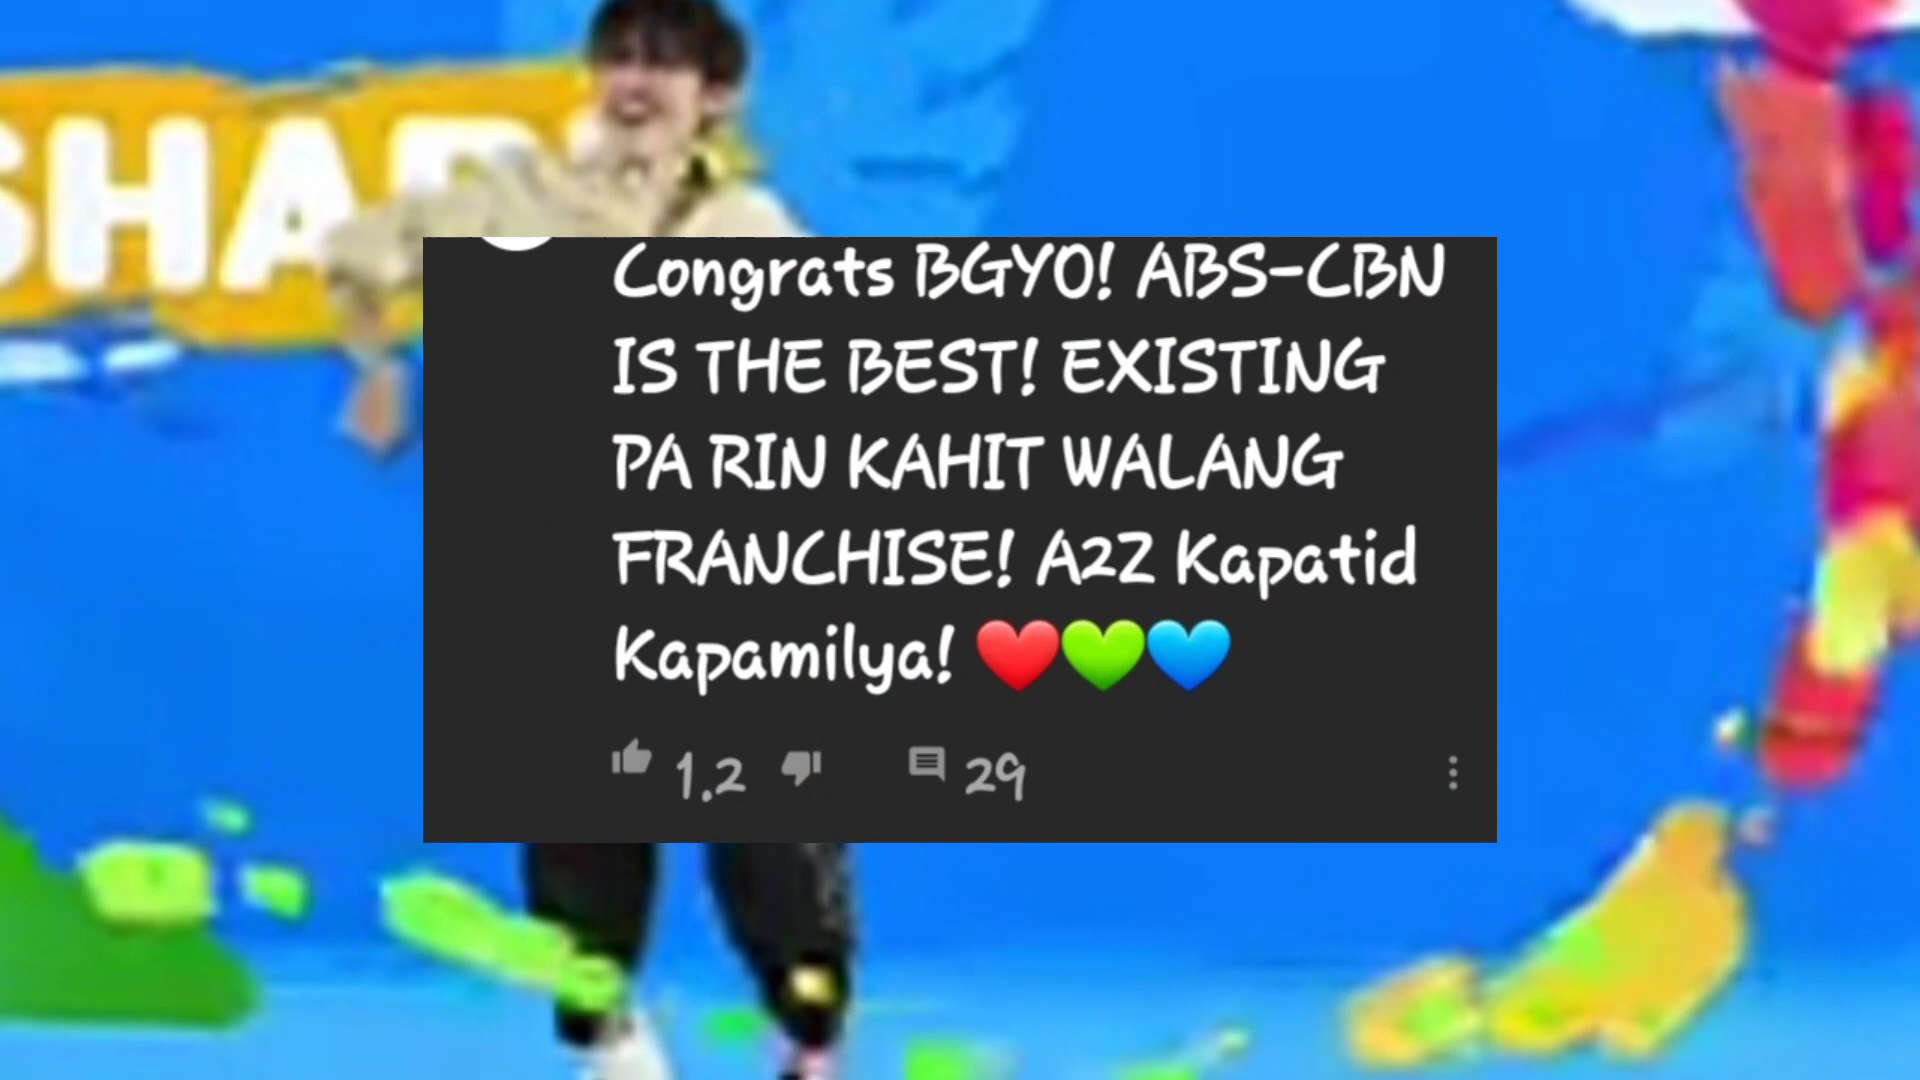 SHAR
Congrats BGYO! ABS-CBN
IS THE BEST! EXISTING
PA RIN KAHIT WALANG
FRANCHISE! A2Z Kapatid
Kapamilya! ❤️💚💙
1.2
29